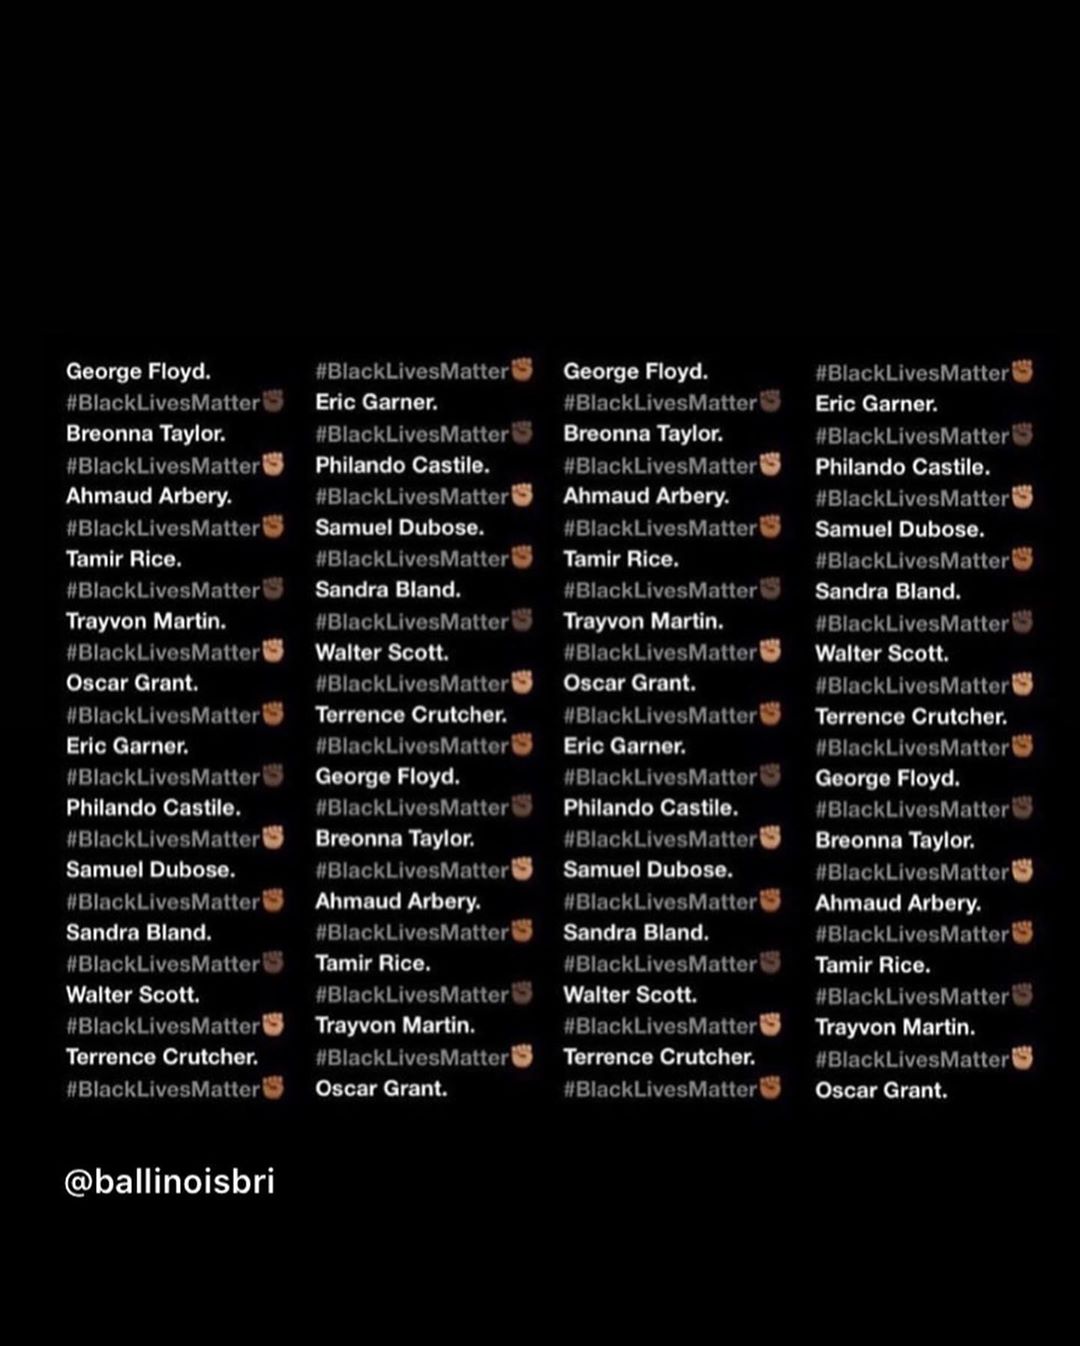 George Floyd.
#BlackLivesMatter✊🏿
Breonna Taylor.
#BlackLivesMatter✊🏽
Ahmaud Arbery.
#BlackLivesMatter✊🏾
Tamir Rice.
#BlackLivesMatter✊🏿
Trayvon Martin.
#BlackLivesMatter✊🏽
Oscar Grant.
#BlackLivesMatter✊🏾
Eric Garner.
#BlackLivesMatter✊🏿
Philando Castile.
#BlackLivesMatter✊🏽
Samuel Dubose.
#BlackLivesMatter✊🏾
Sandra Bland.
#BlackLivesMatter✊🏿
Walter Scott.
#BlackLivesMatter✊🏽
Terrence Crutcher.
#BlackLivesMatter✊🏾
#BlackLivesMatter✊🏾
Eric Garner.
#BlackLivesMatter✊🏿
Philando Castile.
#BlackLivesMatter✊🏽
Samuel Dubose.
#BlackLivesMatter✊🏾
Sandra Bland.
#BlackLivesMatter✊🏿
Walter Scott.
#BlackLivesMatter✊🏽
Terrence Crutcher.
#BlackLivesMatter✊🏾
George Floyd.
#BlackLivesMatter✊🏿
Breonna Taylor.
#BlackLivesMatter✊🏽
Ahmaud Arbery.
#BlackLivesMatter✊🏾
Tamir Rice.
#BlackLivesMatter✊🏿
Trayvon Martin.
#BlackLivesMatter✊🏽
Oscar Grant.
George Floyd.
#BlackLivesMatter✊🏿
Breonna Taylor.
#BlackLivesMatter✊🏽
Ahmaud Arbery.
#BlackLivesMatter✊🏾
Tamir Rice.
#BlackLivesMatter✊🏿
Trayvon Martin.
#BlackLivesMatter✊🏽
Oscar Grant.
#BlackLivesMatter✊🏾
Eric Garner.
#BlackLivesMatter✊🏿
Philando Castile.
#BlackLivesMatter✊🏽
Samuel Dubose.
#BlackLivesMatter✊🏾
Sandra Bland.
#BlackLivesMatter✊🏿
Walter Scott.
#BlackLivesMatter✊🏽
Terrence Crutcher.
#BlackLivesMatter✊🏾
#BlackLivesMatter✊🏾
Eric Garner.
#BlackLivesMatter✊🏿
Philando Castile.
#BlackLivesMatter✊🏽
Samuel Dubose.
#BlackLivesMatter✊🏾
Sandra Bland.
#BlackLivesMatter✊🏿
Walter Scott.
#BlackLivesMatter✊🏽
Terrence Crutcher.
#BlackLivesMatter✊🏾
George Floyd.
#BlackLivesMatter✊🏿
Breonna Taylor.
#BlackLivesMatter✊🏽
Ahmaud Arbery.
#BlackLivesMatter✊🏾
Tamir Rice.
#BlackLivesMatter✊🏿
Trayvon Martin.
#BlackLivesMatter✊🏽
Oscar Grant.
@ballinoisbri